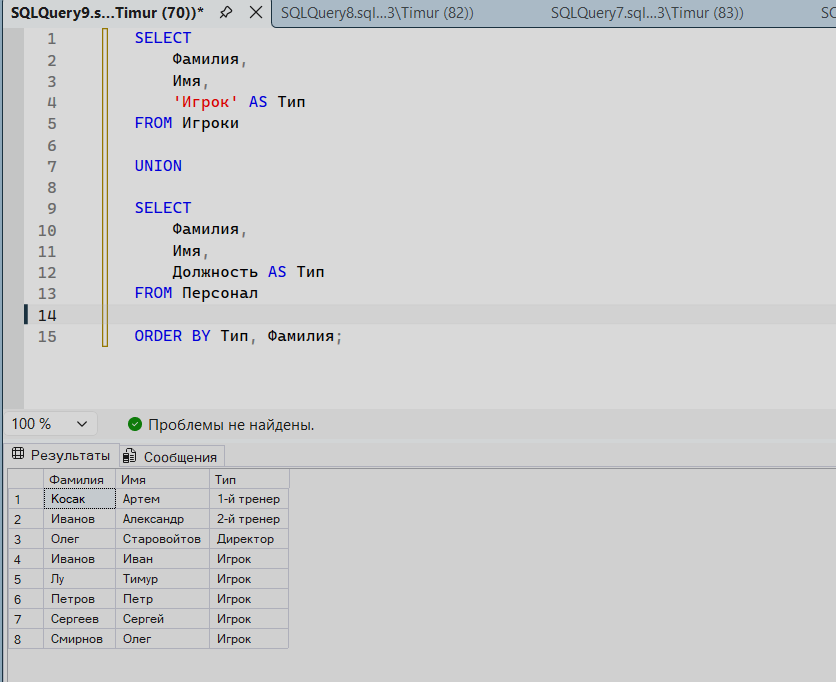 SQLQuery9.s...Timur (70))* SQLQuery8.sql...3\Timur (82)) SQLQuery7.sql...3\Timur (83))
1 SELECT
2 Фамилия,
3 Имя,
4 'Игрок' AS Тип
5 FROM Игроки
6
7 UNION
8
9 SELECT
10 Фамилия,
11 Имя,
12 Должность AS Тип
13 FROM Персонал
14
15 ORDER BY Тип, Фамилия;
100 % Проблемы не найдены.
Результаты Сообщения
Фамилия Имя Тип
1 Косак Артем 1-й тренер
2 Иванов Александр 2-й тренер
3 Олег Старовойтов Директор
4 Иванов Иван Игрок
5 Лу Тимур Игрок
6 Петров Петр Игрок
7 Сергеев Сергей Игрок
8 Смирнов Олег Игрок